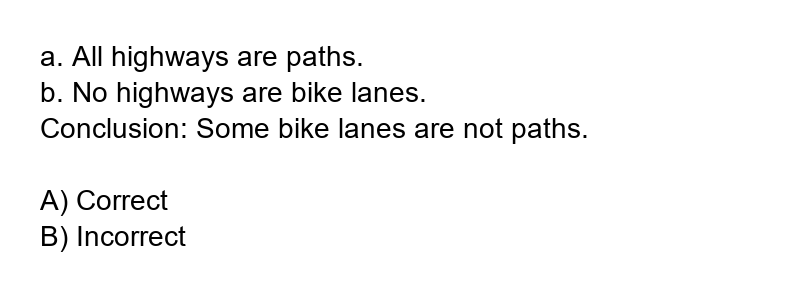 a. All highways are paths.
b. No highways are bike lanes.
Conclusion: Some bike lanes are not paths.
A) Correct
B) Incorrect